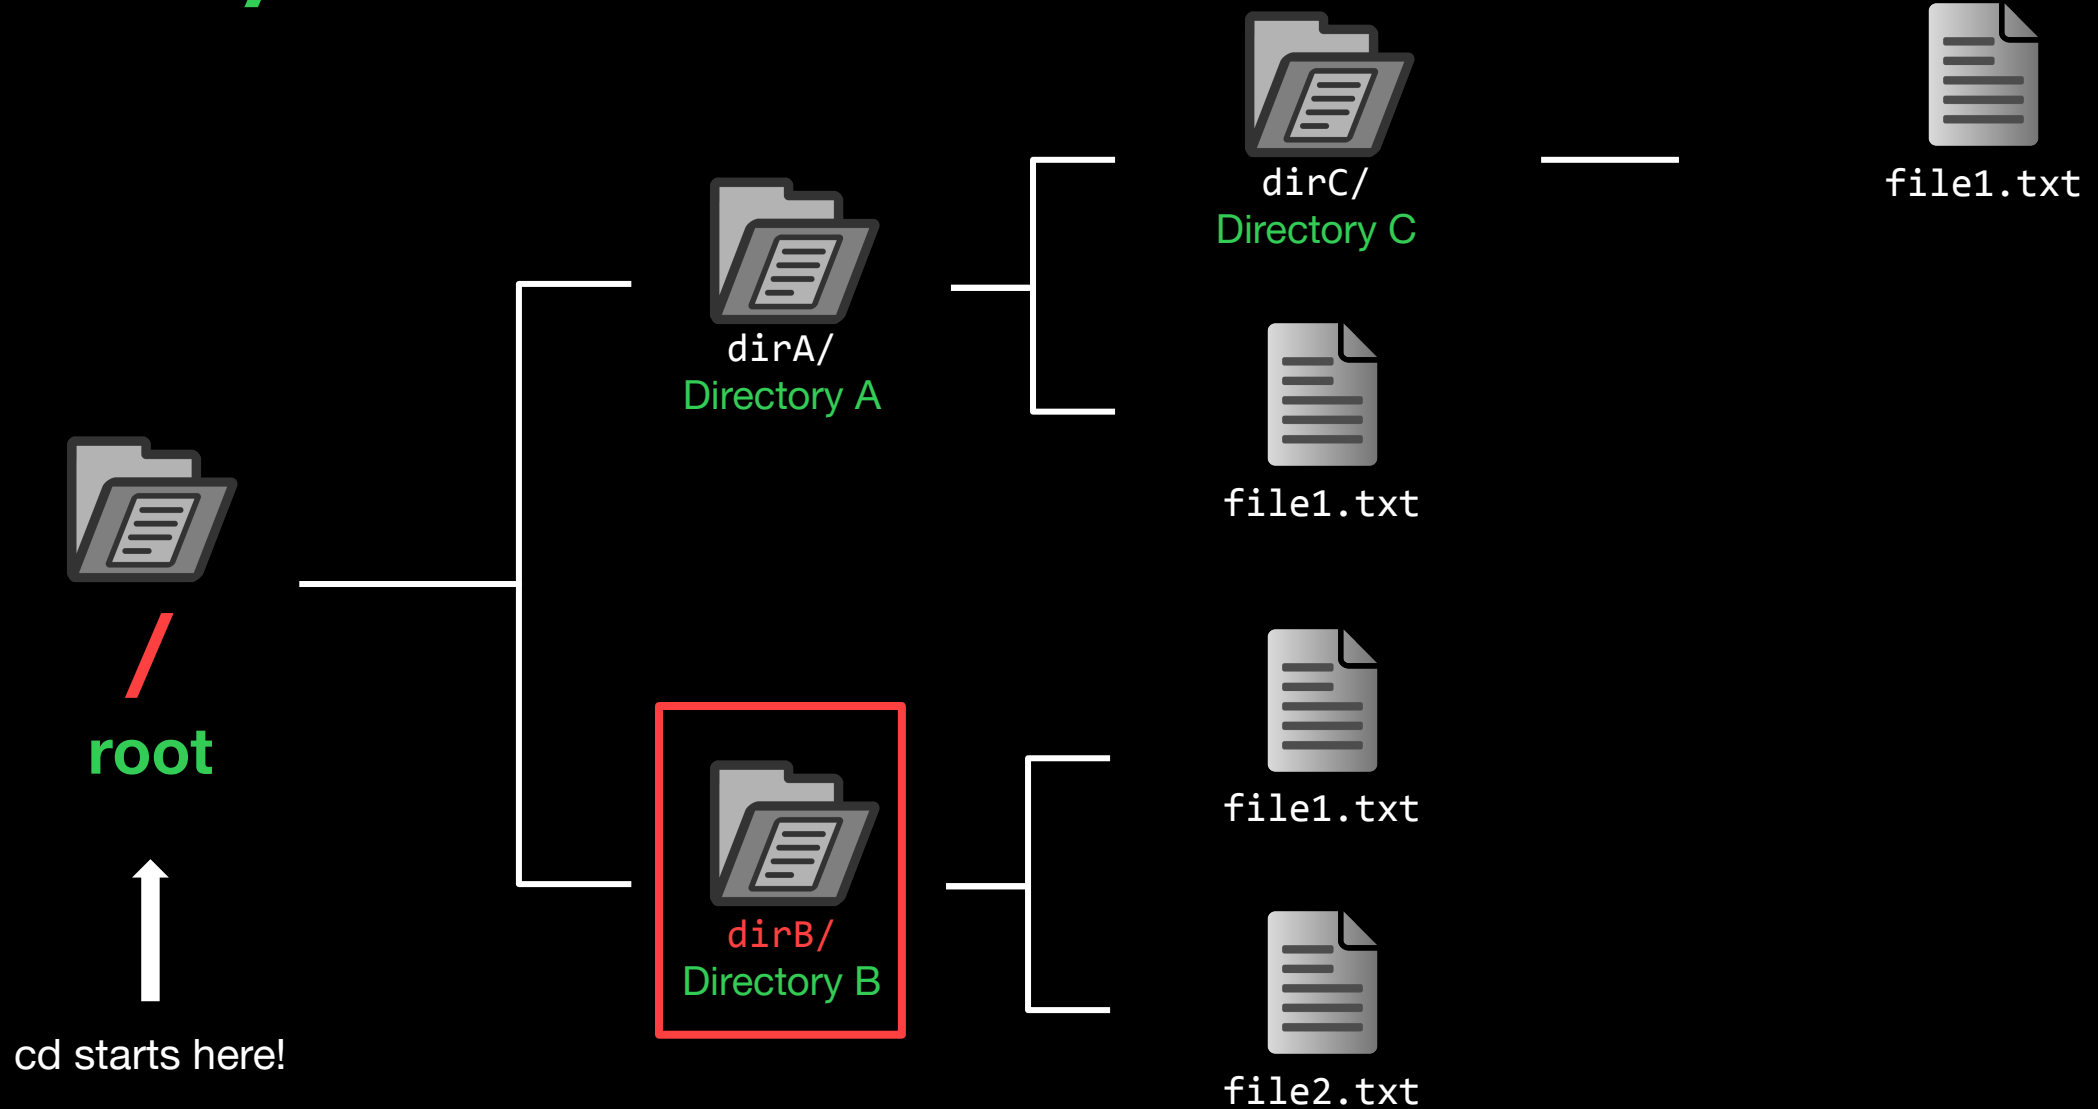 dirC/
Directory C
file1.txt
dirA/
Directory A
file1.txt
/
root
file1.txt
dirB/
Directory B
cd starts here!
file2.txt